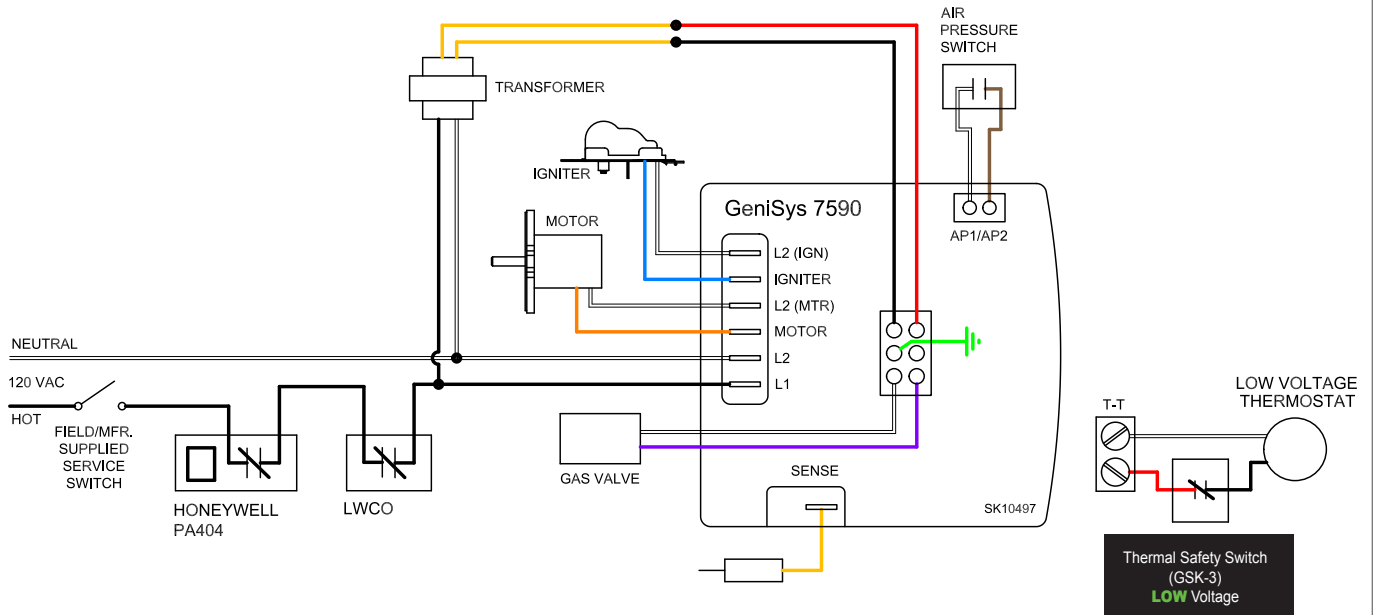 AIR
PRESSURE
SWITCH
TRANSFORMER
IGNITER
GeniSys 7590
MOTOR
AP1/AP2
L2 (IGN)
IGNITER
L2 (MTR)
MOTOR
L2
L1
NEUTRAL
120 VAC
HOT
FIELD/MFR.
SUPPLIED
SERVICE
SWITCH
HONEYWELL
PA404
LWCO
GAS VALVE
SENSE
SK10497
T-T
LOW VOLTAGE
THERMOSTAT
Thermal Safety Switch
(GSK-3)
LOW Voltage